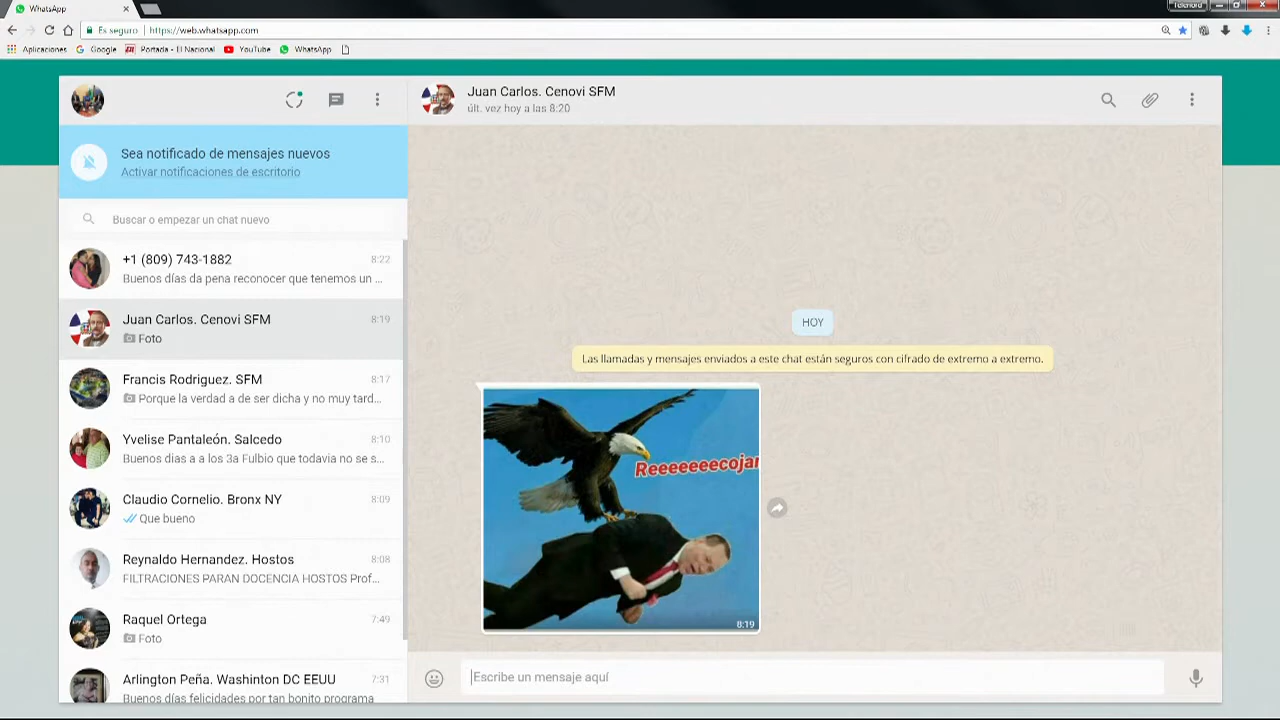 WhatsApp
Telenord
Es seguro
https://web.whatsapp.com
Aplicaciones
Google
Portada - El Nacional
YouTube
WhatsApp
Juan Carlos. Cenovi SFM
últ. vez hoy a las 8:20
Sea notificado de mensajes nuevos
Activar notificaciones de escritorio
Buscar o empezar un chat nuevo
+1 (809) 743-1882 8:22
Buenos días da pena reconocer que tenemos un ...
Juan Carlos. Cenovi SFM 8:19
Foto
Francis Rodriguez. SFM 8:17
Porque la verdad a de ser dicha y no muy tard...
Yvelise Pantaleón. Salcedo 8:10
Buenos dias a a los 3a Fulbio que todavia no se s...
Claudio Cornelio. Bronx NY 8:09
Que bueno
Reynaldo Hernandez. Hostos 8:08
FILTRACIONES PARAN DOCENCIA HOSTOS Prof...
Raquel Ortega 7:49
Foto
Arlington Peña. Washinton DC EEUU 7:31
Buenos días felicidades por tan bonito programa
HOY
Las llamadas y mensajes enviados a este chat están seguros con cifrado de extremo a extremo.
Reeeeeeecojan
8:19
Escribe un mensaje aquí